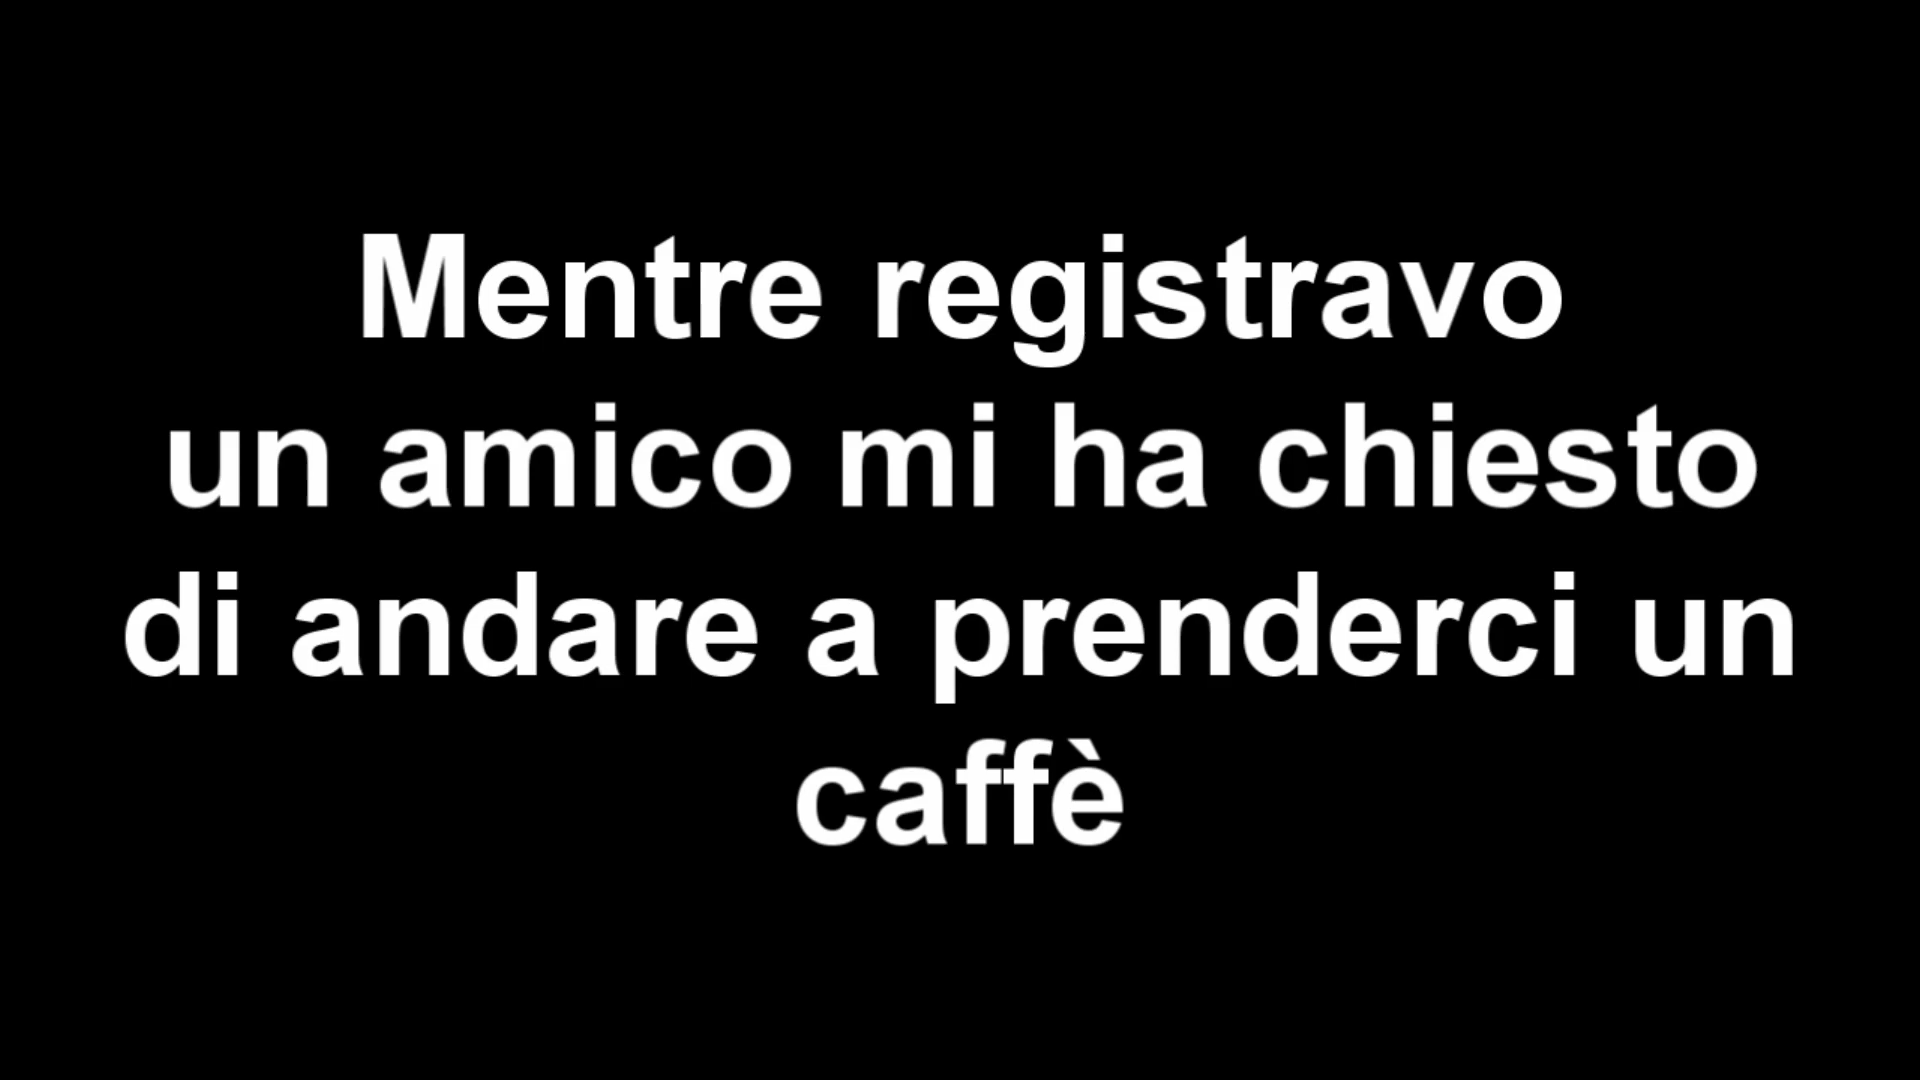 Mentre registravo
un amico mi ha chiesto
di andare a prenderci un
caffè